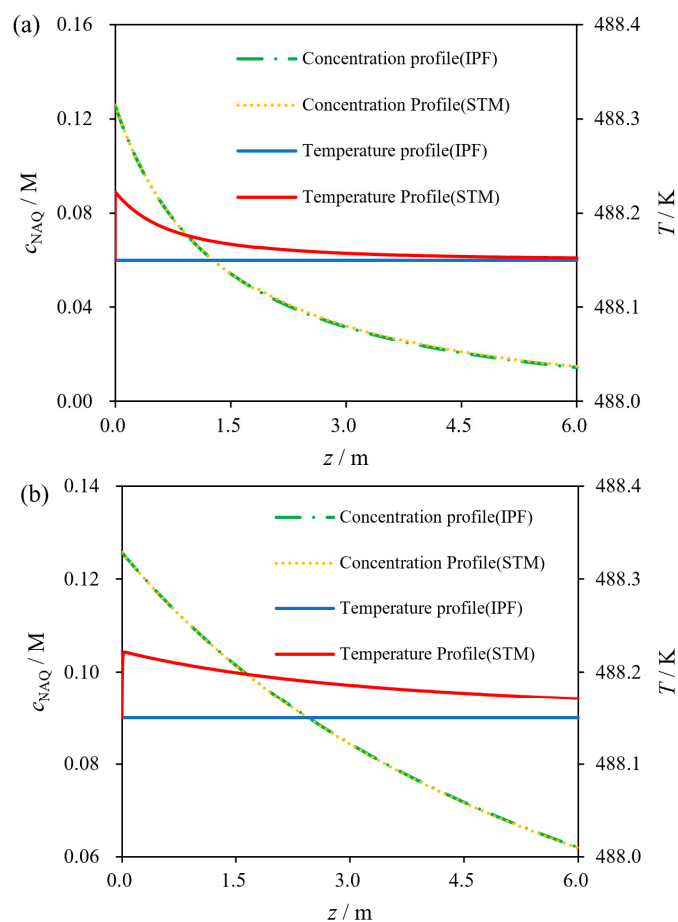 (a)
0.16
488.4
Concentration profile(IPF)
0.12
488.3
Concentration Profile(STM)
Temperature profile(IPF)
c_NAQ / M
0.08
488.2
T / K
Temperature Profile(STM)
0.04
488.1
0.00
488.0
0.0 1.5 3.0 4.5 6.0
z / m
(b)
0.14
488.4
Concentration profile(IPF)
0.12
488.3
Concentration Profile(STM)
Temperature profile(IPF)
c_NAQ / M
0.10
488.2
T / K
Temperature Profile(STM)
0.08
488.1
0.06
488.0
0.0 1.5 3.0 4.5 6.0
z / m